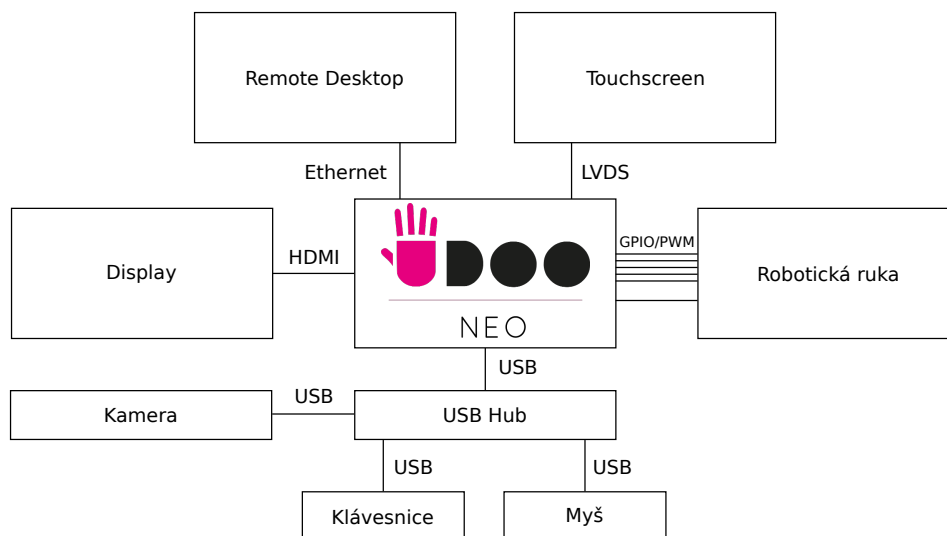 Remote Desktop
Touchscreen
Ethernet
LVDS
Display
HDMI
UDOO
NEO
GPIO/PWM
Robotická ruka
USB
Kamera
USB
USB Hub
USB
USB
Klávesnice
Myš